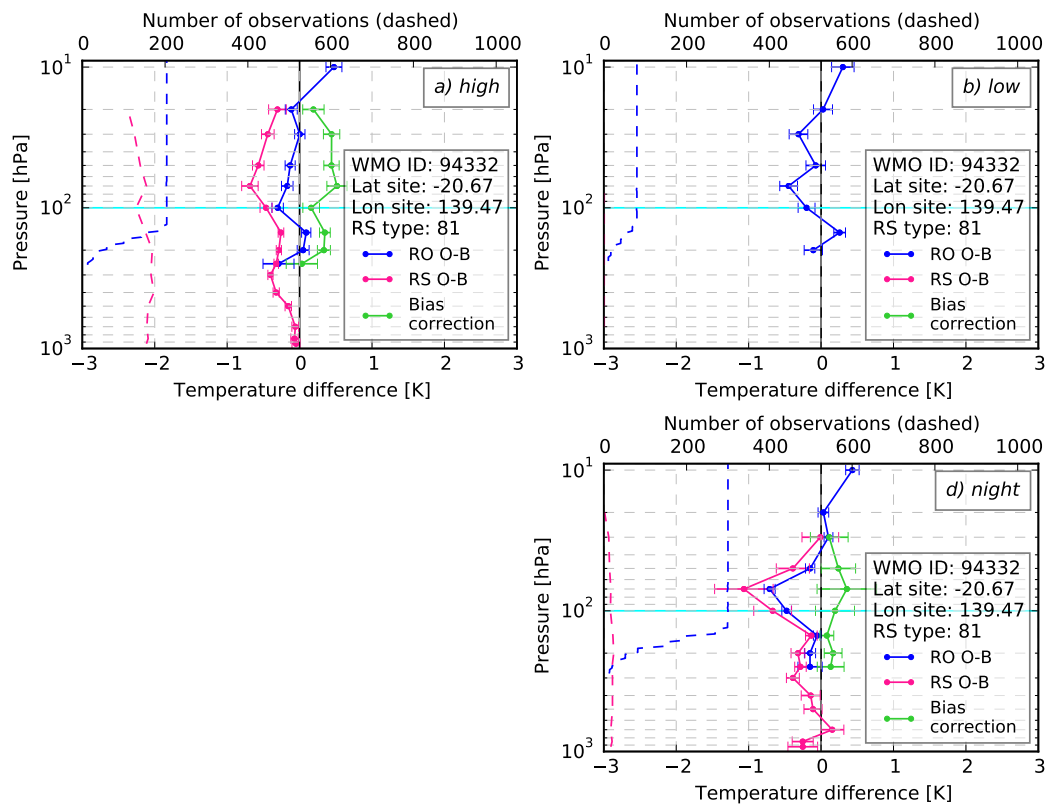 Number of observations (dashed)
0 200 400 600 800 1000
10¹
10²
10³
Pressure [hPa]
a) high
WMO ID: 94332
Lat site: -20.67
Lon site: 139.47
RS type: 81
RO O-B
RS O-B
Bias
correction
−3 −2 −1 0 1 2 3
Temperature difference [K]
Number of observations (dashed)
0 200 400 600 800 1000
10¹
10²
10³
Pressure [hPa]
b) low
WMO ID: 94332
Lat site: -20.67
Lon site: 139.47
RS type: 81
RO O-B
RS O-B
Bias
correction
−3 −2 −1 0 1 2 3
Temperature difference [K]
Number of observations (dashed)
0 200 400 600 800 1000
10¹
10²
10³
Pressure [hPa]
d) night
WMO ID: 94332
Lat site: -20.67
Lon site: 139.47
RS type: 81
RO O-B
RS O-B
Bias
correction
−3 −2 −1 0 1 2 3
Temperature difference [K]